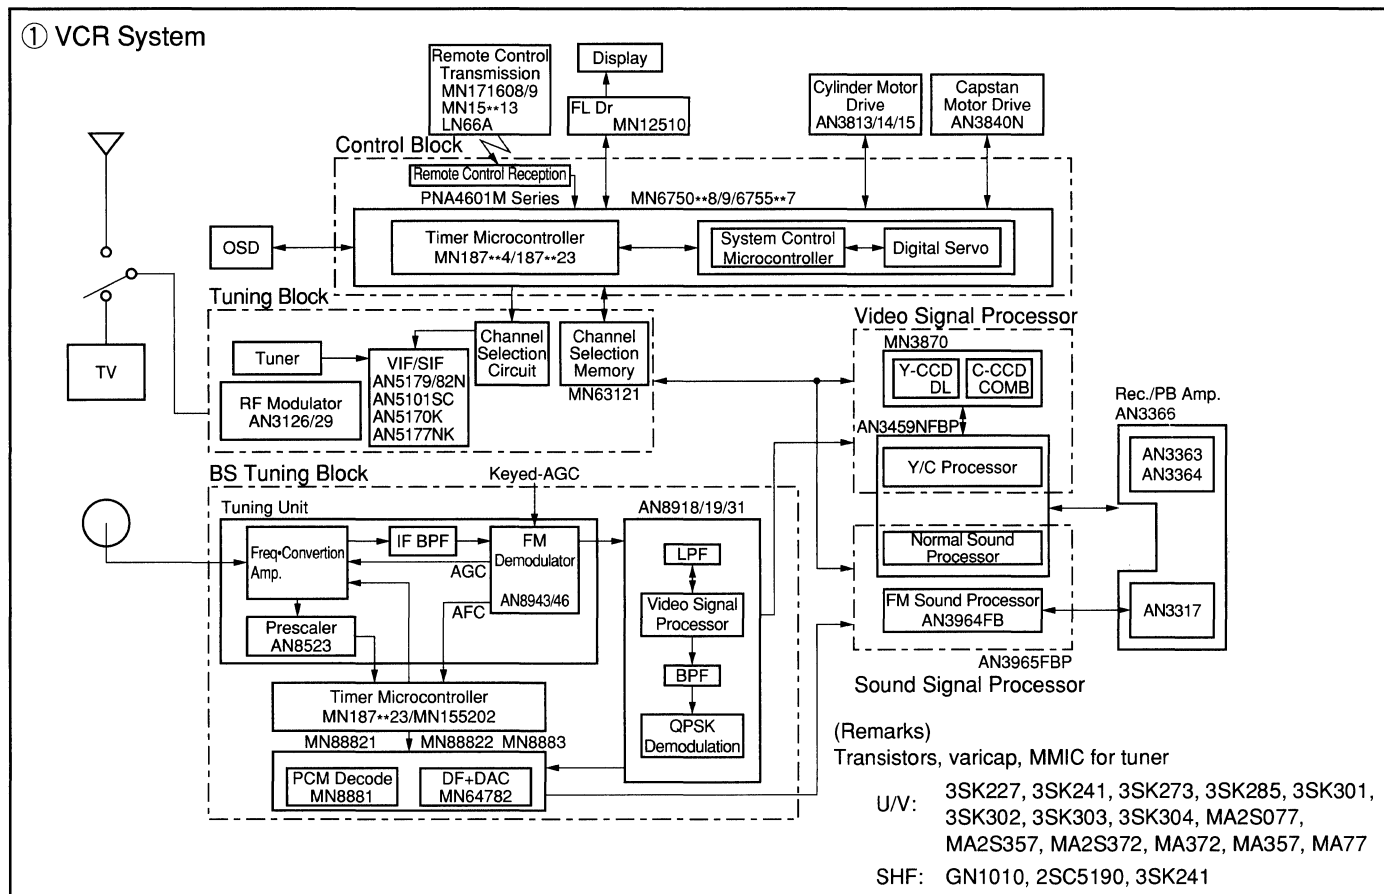 ① VCR System
Remote Control
Transmission
MN171608/9
MN15**13
LN66A
Display
FL Dr
MN12510
Cylinder Motor
Drive
AN3813/14/15
Capstan
Motor Drive
AN3840N
Control Block
Remote Control Reception
PNA4601M Series
MN6750**8/9/6755**7
OSD
Timer Microcontroller
MN187**4/187**23
System Control
Microcontroller
Digital Servo
TV
Tuning Block
Tuner
RF Modulator
AN3126/29
VIF/SIF
AN5179/82N
AN5101SC
AN5170K
AN5177NK
Channel
Selection
Circuit
Channel
Selection
Memory
MN63121
Video Signal Processor
MN3870
Y-CCD
DL
C-CCD
COMB
AN3459NFBP
Y/C Processor
Rec./PB Amp.
AN3366
AN3363
AN3364
Normal Sound
Processor
FM Sound Processor
AN3964FB
AN3317
AN3965FBP
Sound Signal Processor
BS Tuning Block
Keyed-AGC
Tuning Unit
Freq•Convertion
Amp.
IF BPF
FM
Demodulator
AN8943/46
AGC
AFC
Prescaler
AN8523
AN8918/19/31
LPF
Video Signal
Processor
BPF
QPSK
Demodulation
Timer Microcontroller
MN187**23/MN155202
MN88821
MN88822
MN8883
PCM Decode
MN8881
DF+DAC
MN64782
(Remarks)
Transistors, varicap, MMIC for tuner
U/V: 3SK227, 3SK241, 3SK273, 3SK285, 3SK301,
3SK302, 3SK303, 3SK304, MA2S077,
MA2S357, MA2S372, MA372, MA357, MA77
SHF: GN1010, 2SC5190, 3SK241